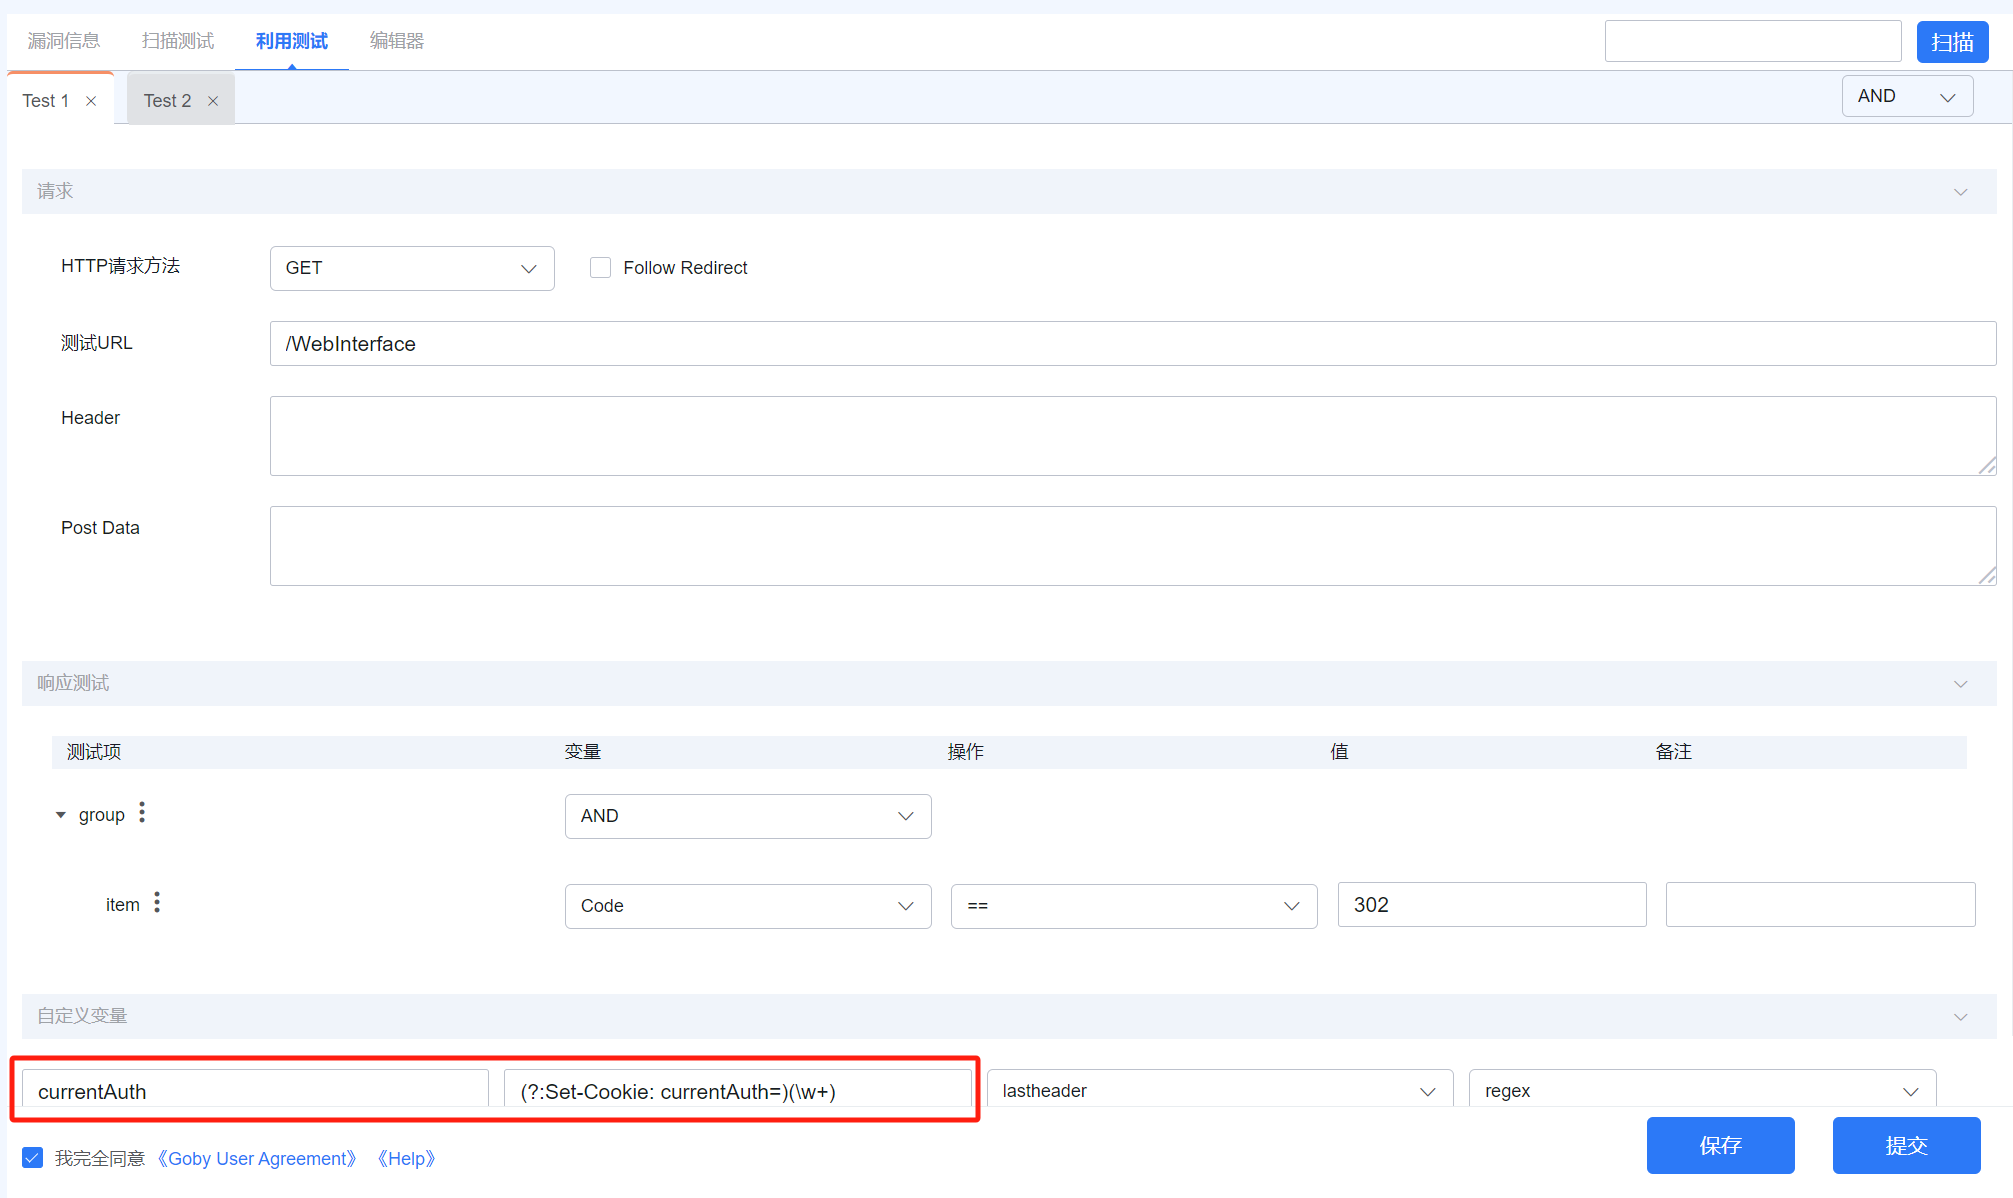 漏洞信息 扫描测试 利用测试 编辑器 扫描
Test 1 × Test 2 × AND
请求
HTTP请求方法 GET Follow Redirect
测试URL /WebInterface
Header
Post Data
响应测试
测试项 变量 操作 值 备注
group AND
item Code == 302
自定义变量
currentAuth (?:Set-Cookie: currentAuth=)(\w+) lastheader regex
我完全同意《Goby User Agreement》《Help》 保存 提交